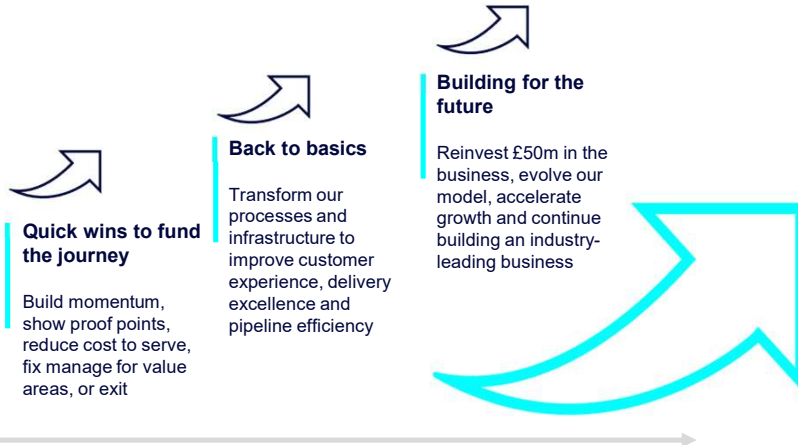 Quick wins to fund
the journey
Build momentum,
show proof points,
reduce cost to serve,
fix manage for value
areas, or exit
Back to basics
Transform our
processes and
infrastructure to
improve customer
experience, delivery
excellence and
pipeline efficiency
Building for the
future
Reinvest £50m in the
business, evolve our
model, accelerate
growth and continue
building an industry-
leading business